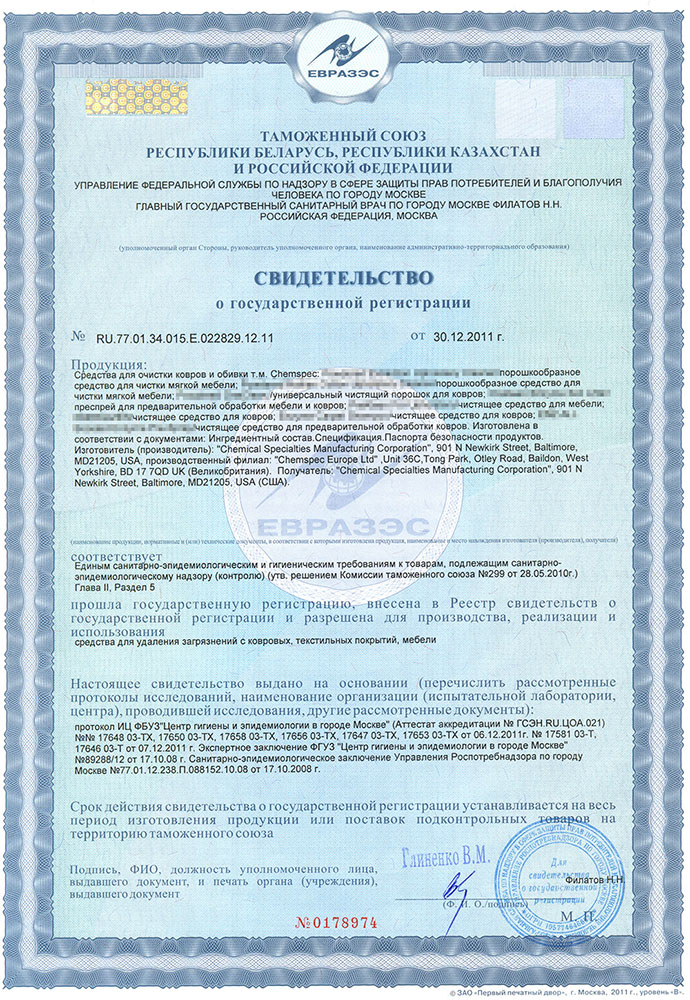 ЕВРАЗЭС
ТАМОЖЕННЫЙ СОЮЗ
РЕСПУБЛИКИ БЕЛАРУСЬ, РЕСПУБЛИКИ КАЗАХСТАН
И РОССИЙСКОЙ ФЕДЕРАЦИИ
УПРАВЛЕНИЕ ФЕДЕРАЛЬНОЙ СЛУЖБЫ ПО НАДЗОРУ В СФЕРЕ ЗАЩИТЫ ПРАВ ПОТРЕБИТЕЛЕЙ И БЛАГОПОЛУЧИЯ
ЧЕЛОВЕКА ПО ГОРОДУ МОСКВЕ
ГЛАВНЫЙ ГОСУДАРСТВЕННЫЙ САНИТАРНЫЙ ВРАЧ ПО ГОРОДУ МОСКВЕ ФИЛАТОВ Н.Н.
РОССИЙСКАЯ ФЕДЕРАЦИЯ, МОСКВА
(уполномоченный орган Стороны, руководитель уполномоченного органа, наименование административно-территориального образования)
СВИДЕТЕЛЬСТВО
о государственной регистрации
№ RU.77.01.34.015.Е.022829.12.11 от 30.12.2011 г.
Продукция:
Средства для очистки ковров и обивки т.м. Chemspec: порошкообразное
средство для чистки мягкой мебели; порошкообразное средство для
чистки мягкой мебели; /универсальный чистящий порошок для ковров;
преспрей для предварительной обработки мебели и ковров; чистящее средство для мебели;
чистящее средство для ковров; чистящее средство для ковров;
чистящее средство для предварительной обработки ковров. Изготовлена в
соответствии с документами: Ингредиентный состав.Спецификация.Паспорта безопасности продуктов.
Изготовитель (производитель): "Chemical Specialties Manufacturing Corporation", 901 N Newkirk Street, Baltimore,
MD21205, USA, производственный филиал: "Chemspec Europe Ltd" ,Unit 36C,Tong Park, Otley Road, Baildon, West
Yorkshire, BD 17 7QD UK (Великобритания). Получатель: "Chemical Specialties Manufacturing Corporation", 901 N
Newkirk Street, Baltimore, MD21205, USA (США).
ЕВРАЗЭС
(наименование продукции, нормативные и (или) технические документы, в соответствии с которыми изготовлена продукция, наименование и место нахождения изготовителя (производителя), получателя)
соответствует
Единым санитарно-эпидемиологическим и гигиеническим требованиям к товарам, подлежащим санитарно-
эпидемиологическому надзору (контролю) (утв. решением Комиссии таможенного союза №299 от 28.05.2010г.)
Глава II, Раздел 5
прошла государственную регистрацию, внесена в Реестр свидетельств о
государственной регистрации и разрешена для производства, реализации и
использования
средства для удаления загрязнений с ковровых, текстильных покрытий, мебели
Настоящее свидетельство выдано на основании (перечислить рассмотренные
протоколы исследований, наименование организации (испытательной лаборатории,
центра), проводившей исследования, другие рассмотренные документы):
протокол ИЦ ФБУЗ"Центр гигиены и эпидемиологии в городе Москве" (Аттестат аккредитации № ГСЭН.RU.ЦОА.021)
№№ 17648 03-ТХ, 17650 03-ТХ, 17658 03-ТХ, 17656 03-ТХ, 17647 03-ТХ, 17653 03-ТХ от 06.12.2011г. № 17581 03-Т,
17646 03-Т от 07.12.2011 г. Экспертное заключение ФГУЗ "Центр гигиены и эпидемиологии в городе Москве"
№89288/12 от 17.10.08 г. Санитарно-эпидемиологическое заключение Управления Роспотребнадзора по городу
Москве №77.01.12.238.П.088152.10.08 от 17.10.2008 г.
Срок действия свидетельства о государственной регистрации устанавливается на весь
период изготовления продукции или поставок подконтрольных товаров на
территорию таможенного союза
Глиненко В.М.
Подпись, ФИО, должность уполномоченного лица,
выдавшего документ, и печать органа (учреждения),
выдавшего документ
Для
свидетельств
о государственной
регистрации
Филатов Н.Н.
(Ф. И. О./подпись)
М. П.
№0178974
© ЗАО «Первый печатный двор», г. Москва, 2011 г., уровень «В».